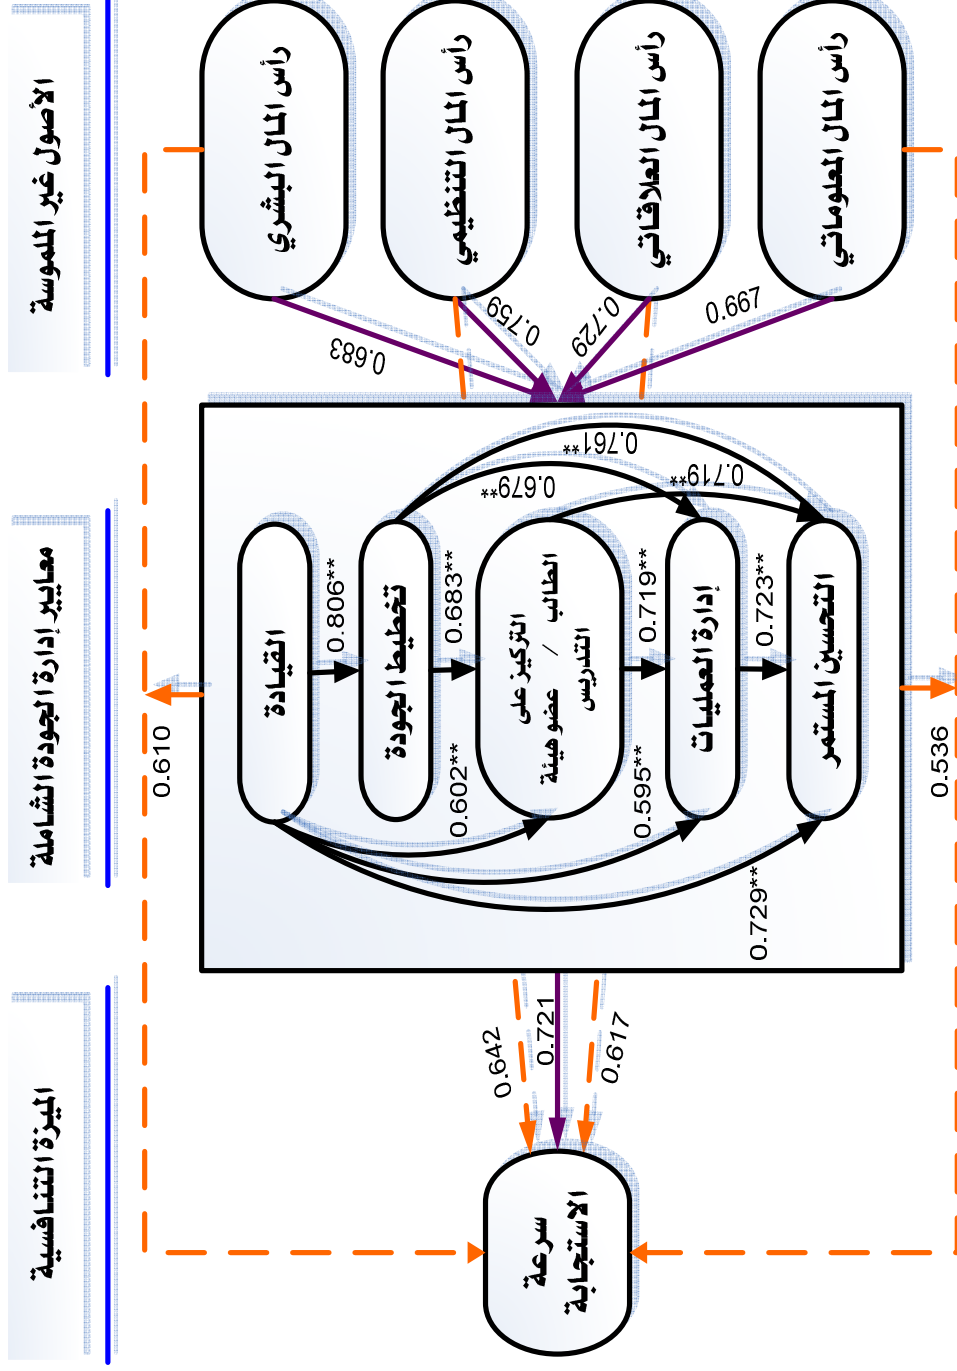 الأصول غير الملموسة
معايير إدارة الجودة الشاملة
الميزة التنافسية
رأس المال البشري
رأس المال التنظيمي
رأس المال العلاقاتي
رأس المال المعلوماتي
0.683
0.759
0.729
0.667
0.761**
0.679**
0.719**
القيادة
0.806**
تخطيط الجودة
0.683**
التركيز على
الطالب / عضو هيئة
التدريس
0.719**
إدارة العمليات
0.723**
التحسين المستمر
0.602**
0.595**
0.729**
0.610
0.536
0.642
0.721
0.617
سرعة
الاستجابة